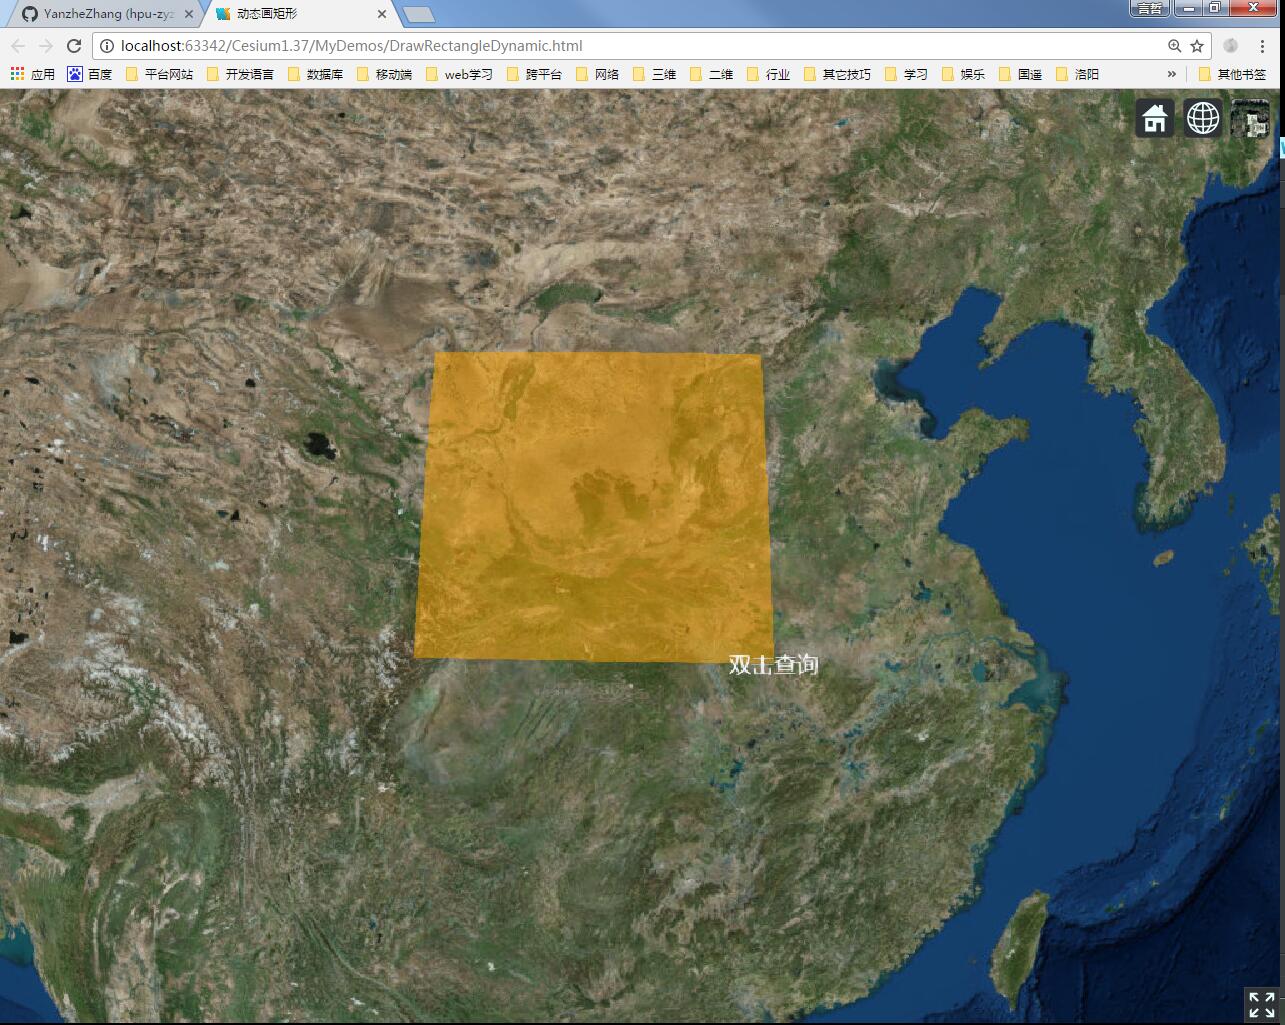 YanzheZhang (hpu-zyz
动态画矩形
言哲
localhost:63342/Cesium1.37/MyDemos/DrawRectangleDynamic.html
应用 百度 平台网站 开发语言 数据库 移动端 web学习 跨平台 网络 三维 二维 行业 其它技巧 学习 娱乐 国遥 洛阳 » 其他书签
双击查询